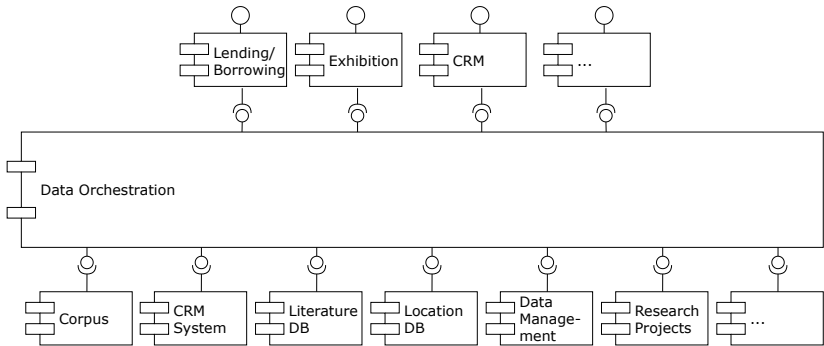 Lending/
Borrowing
Exhibition
CRM
...
Data Orchestration
Corpus
CRM
System
Literature
DB
Location
DB
Data
Manage-
ment
Research
Projects
...